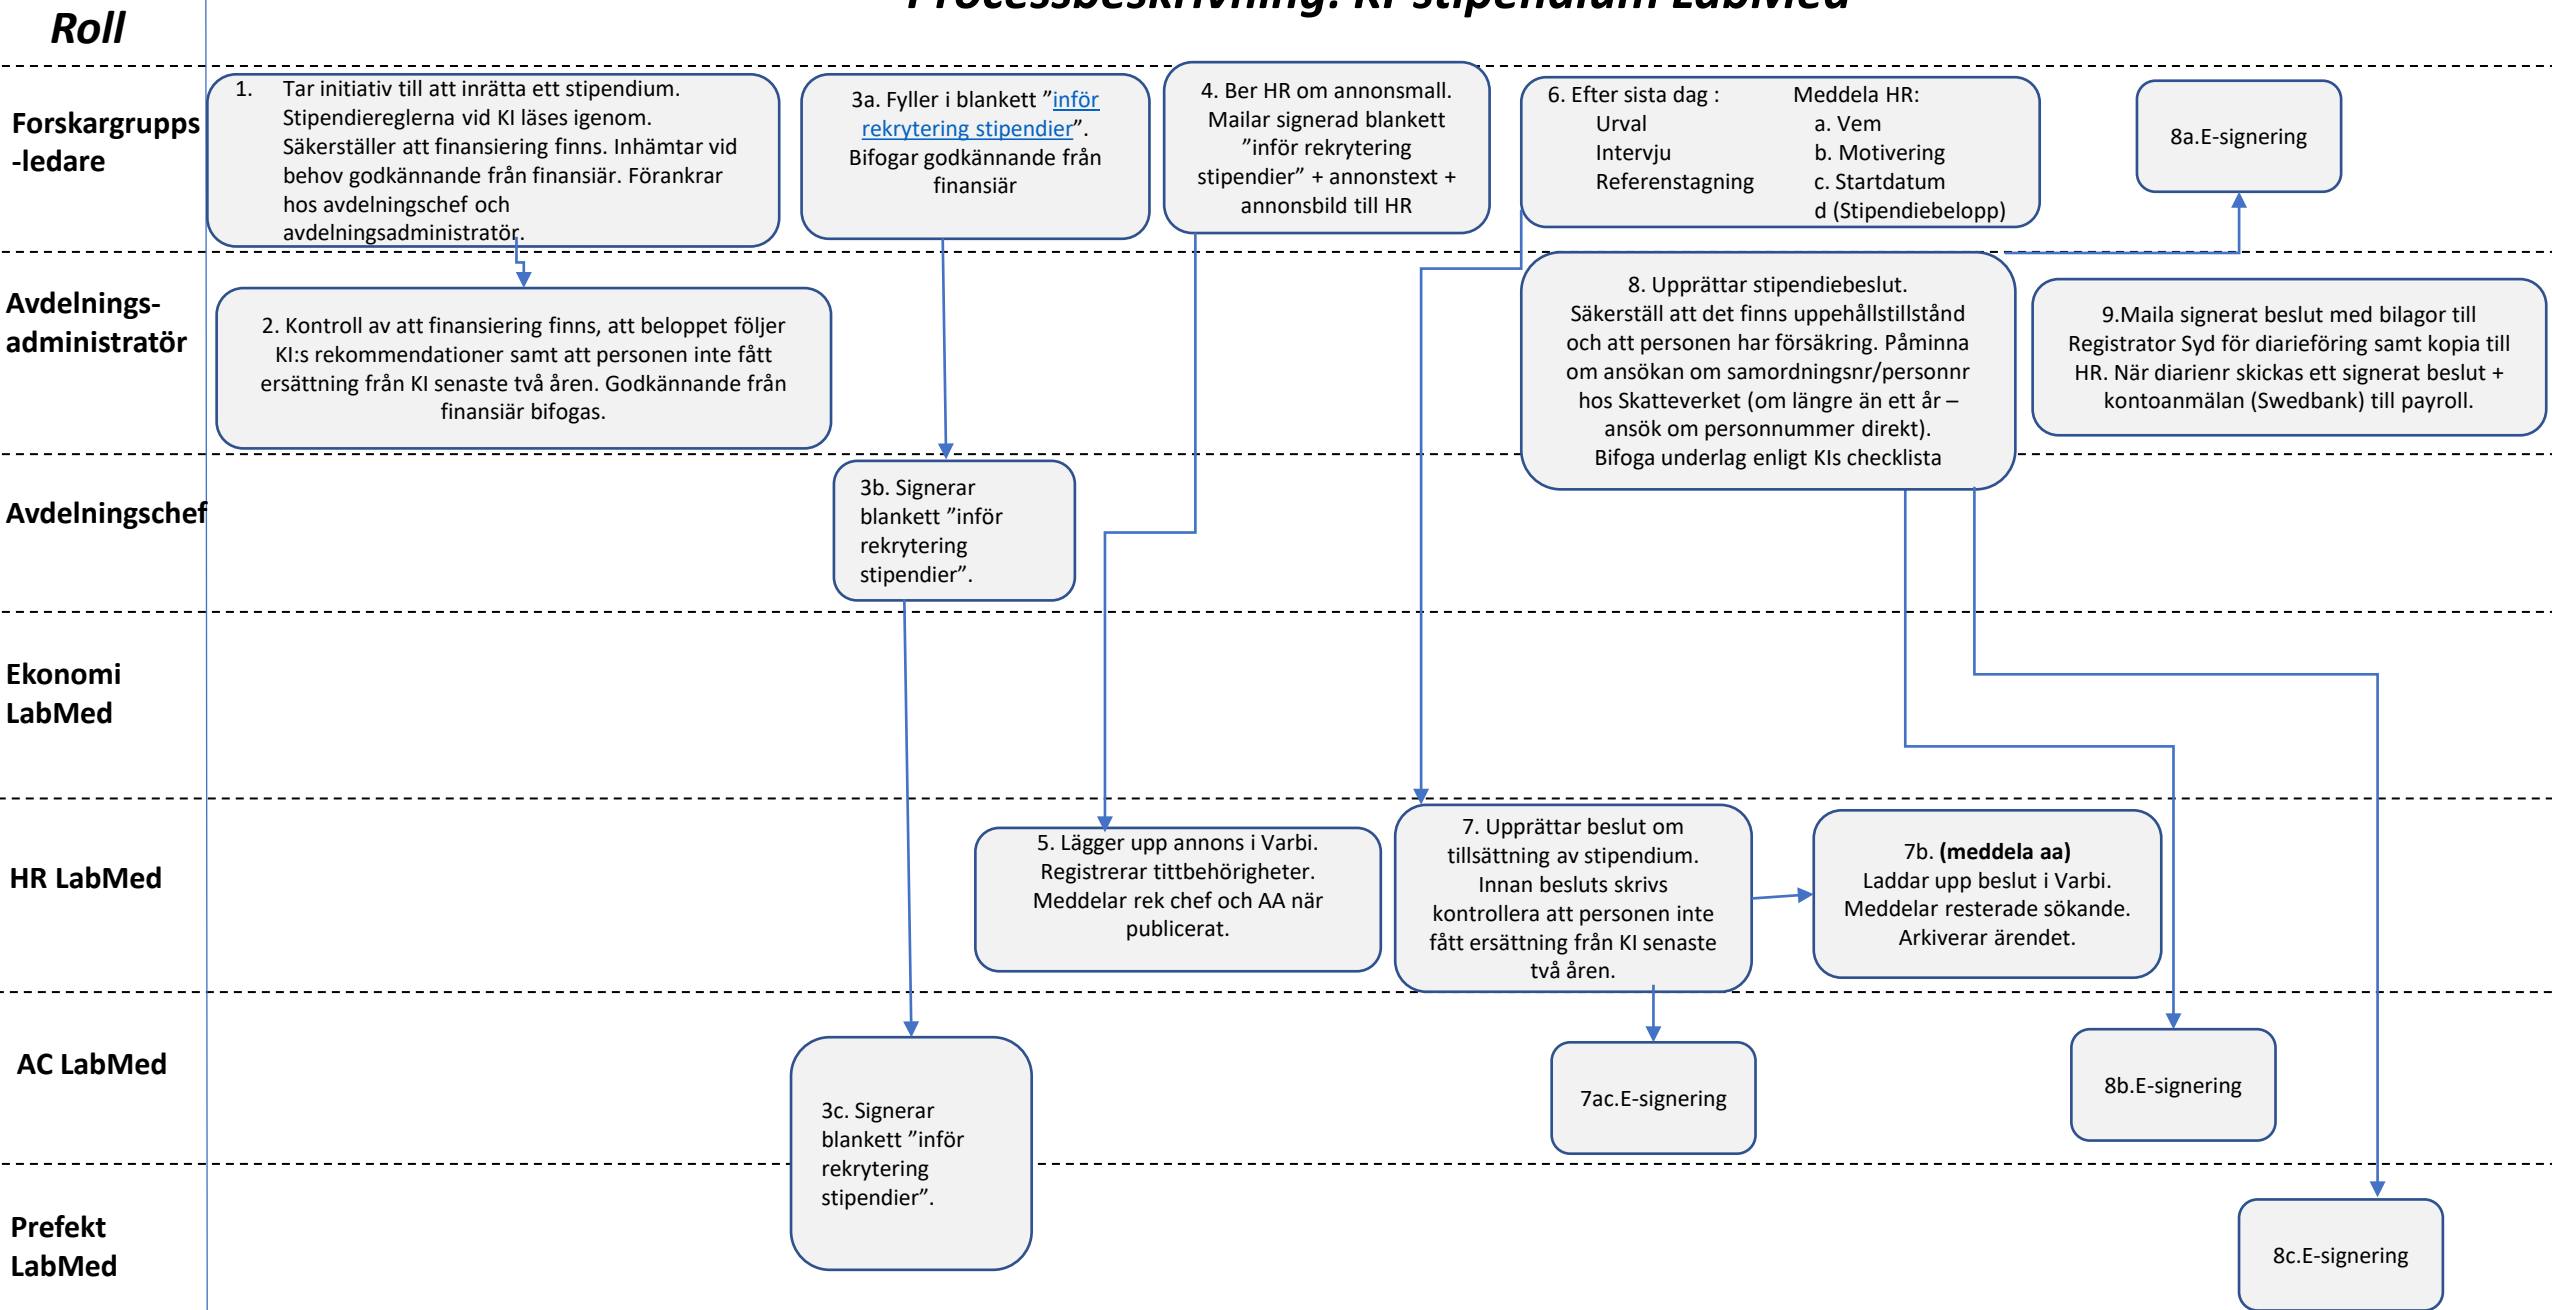 Processbeskrivning: KI-stipendium LabMed
Roll
Forskargrupps
-ledare
1. Tar initiativ till att inrätta ett stipendium.
Stipendiereglerna vid KI läses igenom.
Säkerställer att finansiering finns. Inhämtar vid
behov godkännande från finansiär. Förankrar
hos avdelningschef och
avdelningsadministratör.
3a. Fyller i blankett ”inför
rekrytering stipendier”.
Bifogar godkännande från
finansiär
4. Ber HR om annonsmall.
Mailar signerad blankett
”inför rekrytering
stipendier” + annonstext +
annonsbild till HR
6. Efter sista dag :
Urval
Intervju
Referenstagning
Meddela HR:
a. Vem
b. Motivering
c. Startdatum
d (Stipendiebelopp)
8a.E-signering
Avdelnings-
administratör
2. Kontroll av att finansiering finns, att beloppet följer
KI:s rekommendationer samt att personen inte fått
ersättning från KI senaste två åren. Godkännande från
finansiär bifogas.
8. Upprättar stipendiebeslut.
Säkerställ att det finns uppehållstillstånd
och att personen har försäkring. Påminna
om ansökan om samordningsnr/personnr
hos Skatteverket (om längre än ett år –
ansök om personnummer direkt).
Bifoga underlag enligt KIs checklista
9.Maila signerat beslut med bilagor till
Registrator Syd för diarieföring samt kopia till
HR. När diarienr skickas ett signerat beslut +
kontoanmälan (Swedbank) till payroll.
Avdelningschef
3b. Signerar
blankett ”inför
rekrytering
stipendier”.
Ekonomi
LabMed
HR LabMed
5. Lägger upp annons i Varbi.
Registrerar tittbehörigheter.
Meddelar rek chef och AA när
publicerat.
7. Upprättar beslut om
tillsättning av stipendium.
Innan besluts skrivs
kontrollera att personen inte
fått ersättning från KI senaste
två åren.
7b. (meddela aa)
Laddar upp beslut i Varbi.
Meddelar resterade sökande.
Arkiverar ärendet.
AC LabMed
3c. Signerar
blankett ”inför
rekrytering
stipendier”.
7ac.E-signering
8b.E-signering
Prefekt
LabMed
8c.E-signering